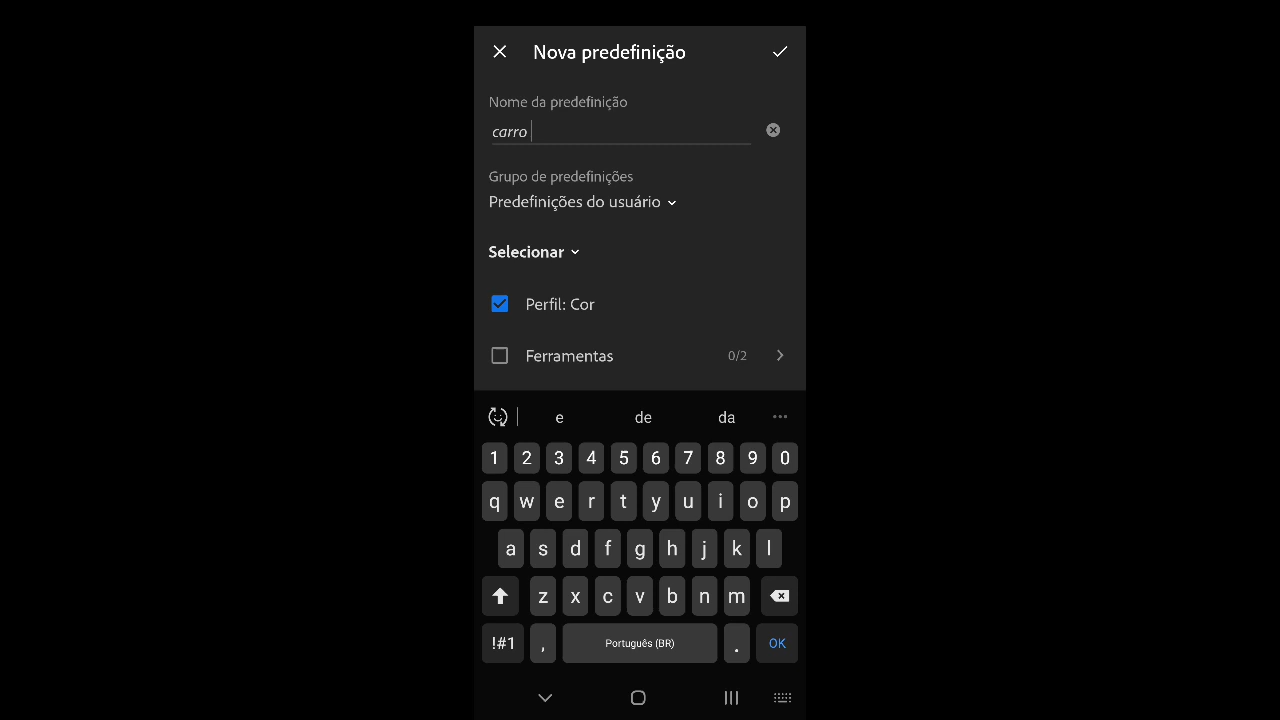 Nova predefinição
Nome da predefinição
carro
Grupo de predefinições
Predefinições do usuário
Selecionar
Perfil: Cor
Ferramentas 0/2
e de da
1 2 3 4 5 6 7 8 9 0
q w e r t y u i o p
a s d f g h j k l
z x c v b n m
!#1 , Português (BR) . OK